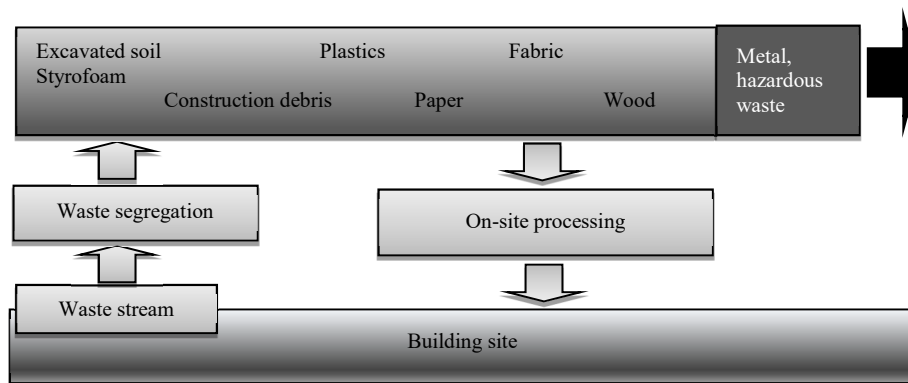 Excavated soil
Plastics
Fabric
Styrofoam
Construction debris
Paper
Wood
Metal,
hazardous
waste
Waste segregation
On-site processing
Waste stream
Building site